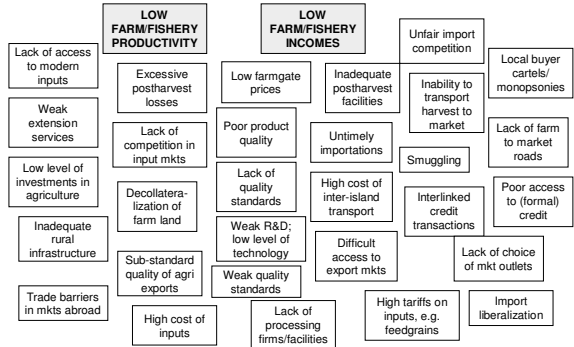 LOW
FARM/FISHERY
PRODUCTIVITY
LOW
FARM/FISHERY
INCOMES
Unfair import
competition
Lack of access
to modern
inputs
Excessive
postharvest
losses
Low farmgate
prices
Inadequate
postharvest
facilities
Inability to
transport
harvest to
market
Local buyer
cartels/
monopsonies
Weak
extension
services
Lack of
competition in
input mkts
Poor product
quality
Untimely
importations
Smuggling
Lack of farm
to market
roads
Low level of
investments in
agriculture
Decollatera-
lization of
farm land
Lack of
quality
standards
High cost of
inter-island
transport
Interlinked
credit
transactions
Poor access
to (formal)
credit
Inadequate
rural
infrastructure
Weak R&D;
low level of
technology
Difficult
access to
export mkts
Lack of choice
of mkt outlets
Sub-standard
quality of agri
exports
Weak quality
standards
Trade barriers
in mkts abroad
High cost of
inputs
Lack of
processing
firms/facilities
High tariffs on
inputs, e.g.
feedgrains
Import
liberalization